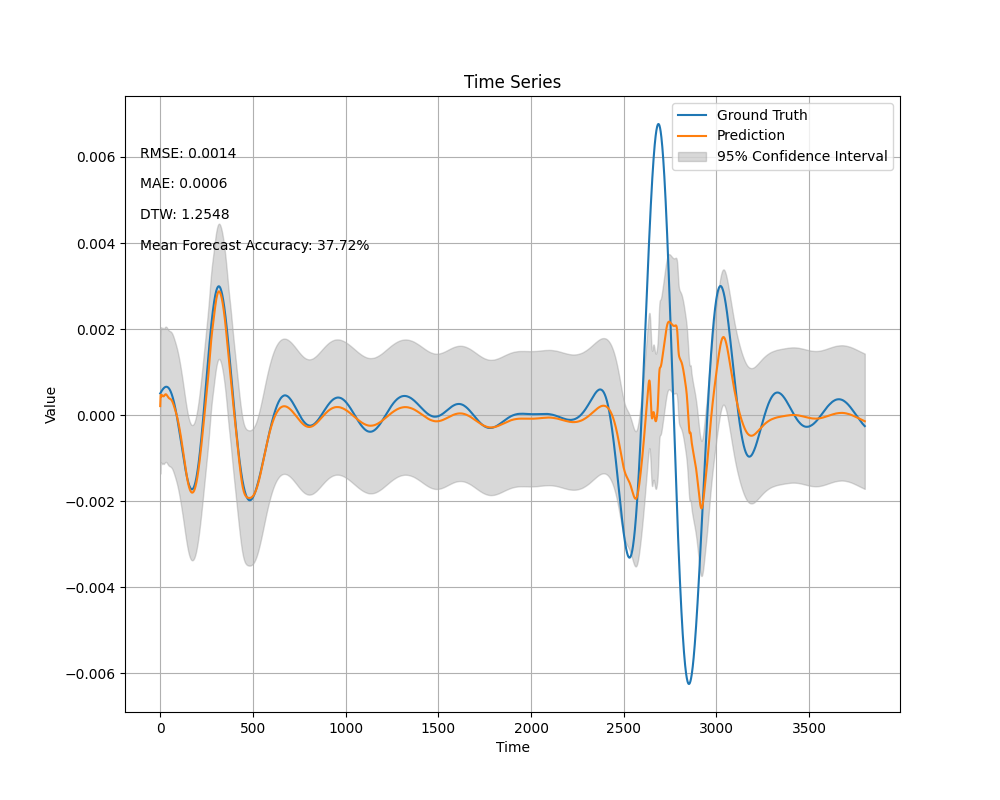 Time Series
Ground Truth
Prediction
95% Confidence Interval
RMSE: 0.0014
MAE: 0.0006
DTW: 1.2548
Mean Forecast Accuracy: 37.72%
Value
0.006
0.004
0.002
0.000
−0.002
−0.004
−0.006
0 500 1000 1500 2000 2500 3000 3500
Time